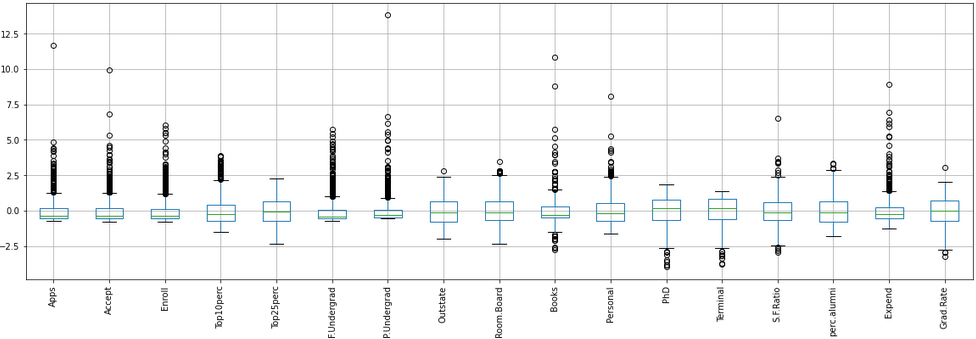 12.5
10.0
7.5
5.0
2.5
0.0
−2.5
Apps
Accept
Enroll
Top10perc
Top25perc
F.Undergrad
P.Undergrad
Outstate
Room.Board
Books
Personal
PhD
Terminal
S.F.Ratio
perc.alumni
Expend
Grad.Rate